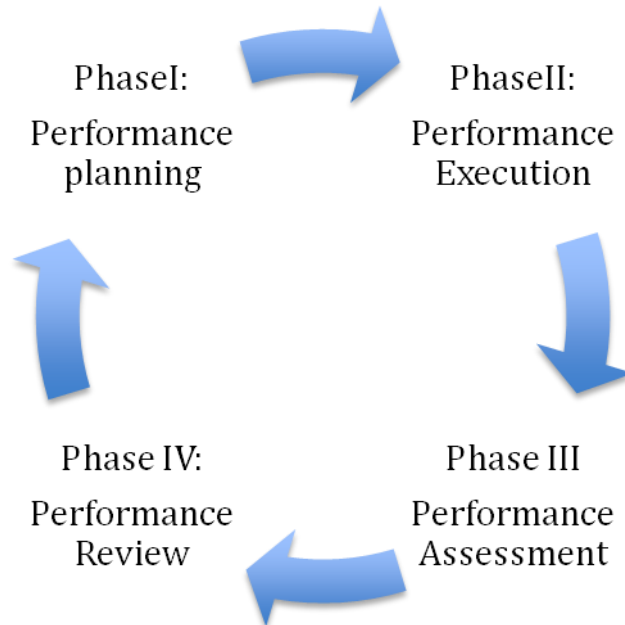 PhaseI:
Performance
planning
PhaseII:
Performance
Execution
Phase IV:
Performance
Review
Phase III
Performance
Assessment